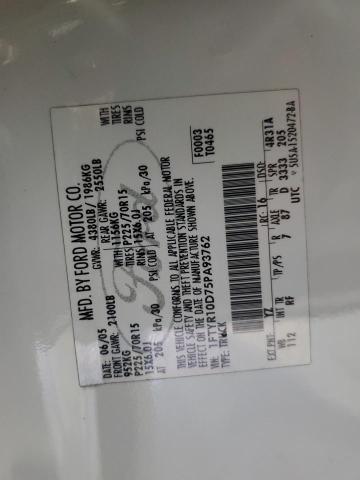 MFD. BY FORD MOTOR CO.
DATE: 06/05 GVWR: 4380LB/ 1986KG
FRONT GAWR: 2100LB REAR GAWR: 2550LB
952KG WITH 1156KG WITH
P225/70R15 TIRES P225/70R15 TIRES
15X6.0J RIMS 15X6.0J RIMS
AT 205 kPa/30 PSI COLD AT 205 kPa/30 PSI COLD
THIS VEHICLE CONFORMS TO ALL APPLICABLE FEDERAL MOTOR
VEHICLE SAFETY AND THEFT PREVENTION STANDARDS IN
EFFECT ON THE DATE OF MANUFACTURE SHOWN ABOVE.
VIN: 1FTYR10D75PA93762 F0003
TYPE: TRUCK T0465
EXT PNT: YZ RC: 16 DSO:
WB INT TR TP/PS R AXLE TR SPR 4R31A
112 RF 7 87 D 3333 205
UTC
Ford